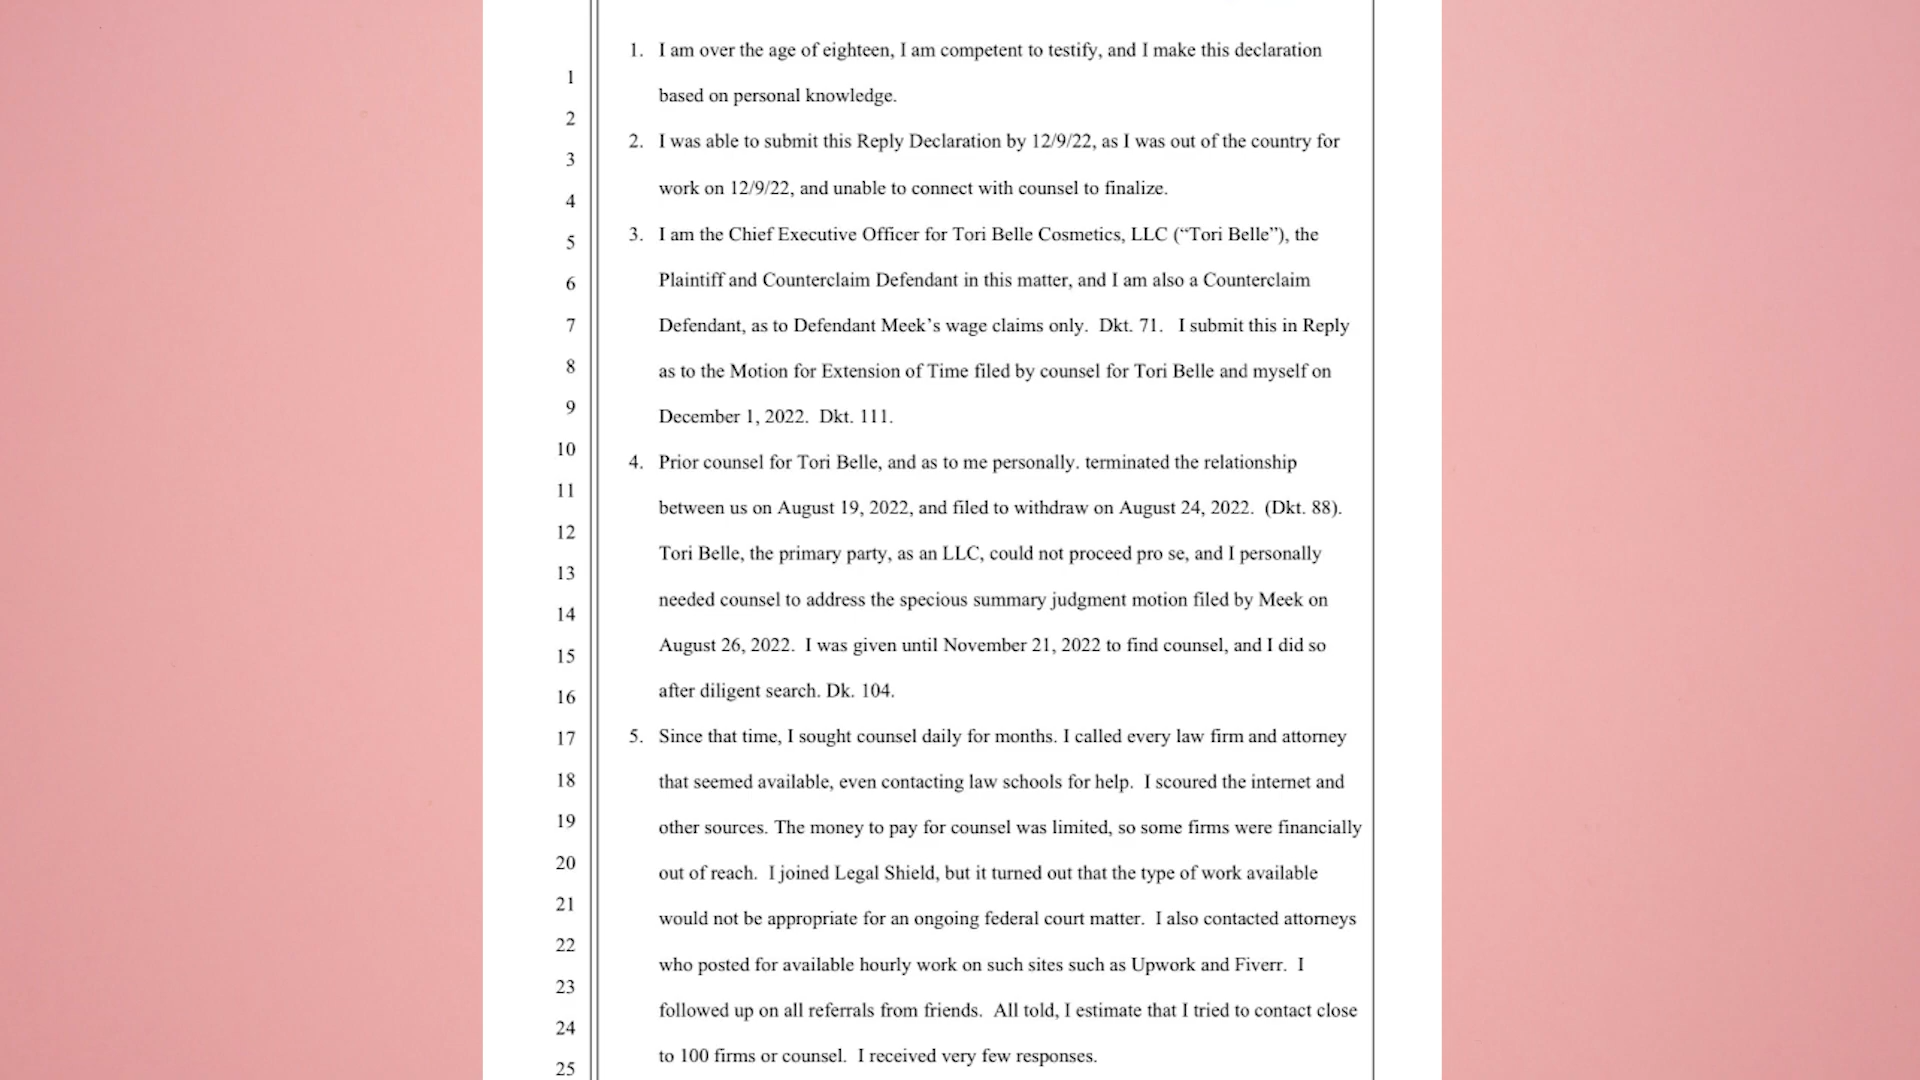 1. I am over the age of eighteen, I am competent to testify, and I make this declaration
1
based on personal knowledge.
2
2. I was able to submit this Reply Declaration by 12/9/22, as I was out of the country for
3
work on 12/9/22, and unable to connect with counsel to finalize.
4
3. I am the Chief Executive Officer for Tori Belle Cosmetics, LLC (“Tori Belle”), the
5
Plaintiff and Counterclaim Defendant in this matter, and I am also a Counterclaim
6
Defendant, as to Defendant Meek’s wage claims only. Dkt. 71. I submit this in Reply
7
as to the Motion for Extension of Time filed by counsel for Tori Belle and myself on
8
December 1, 2022. Dkt. 111.
9
10
4. Prior counsel for Tori Belle, and as to me personally. terminated the relationship
11
between us on August 19, 2022, and filed to withdraw on August 24, 2022. (Dkt. 88).
12
Tori Belle, the primary party, as an LLC, could not proceed pro se, and I personally
13
needed counsel to address the specious summary judgment motion filed by Meek on
14
August 26, 2022. I was given until November 21, 2022 to find counsel, and I did so
15
after diligent search. Dk. 104.
16
17
5. Since that time, I sought counsel daily for months. I called every law firm and attorney
18
that seemed available, even contacting law schools for help. I scoured the internet and
19
other sources. The money to pay for counsel was limited, so some firms were financially
20
out of reach. I joined Legal Shield, but it turned out that the type of work available
21
would not be appropriate for an ongoing federal court matter. I also contacted attorneys
22
who posted for available hourly work on such sites such as Upwork and Fiverr. I
23
followed up on all referrals from friends. All told, I estimate that I tried to contact close
24
to 100 firms or counsel. I received very few responses.
25